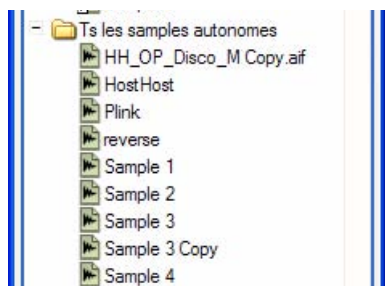 Ts les samples autonomes
HH_OP_Disco_M Copy.aif
HostHost
Plink
reverse
Sample 1
Sample 2
Sample 3
Sample 3 Copy
Sample 4